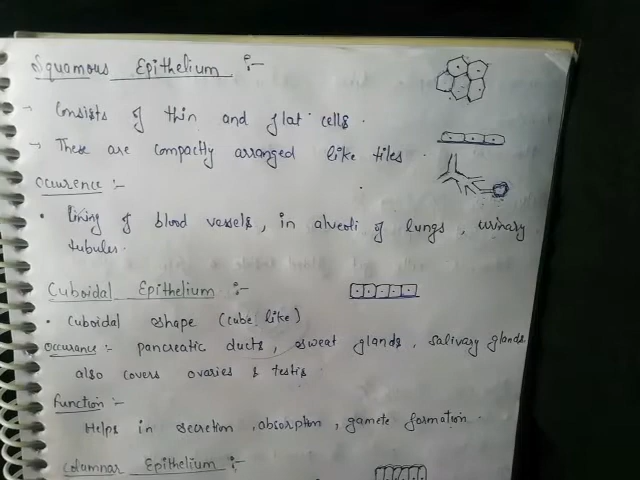 Squamous Epithelium :-
→ Consists of thin and flat cells.
→ These are compactly arranged like tiles.
Occurence :-
• Lining of blood vessels, in alveoli of lungs, urinary
tubules.
Cuboidal Epithelium :-
• Cuboidal shape (cube like)
Occurance :- pancreatic ducts, sweat glands, salivary glands.
also covers ovaries & testis
Function :-
Helps in secretion, absorption, gamete formation.
Columnar Epithelium :-